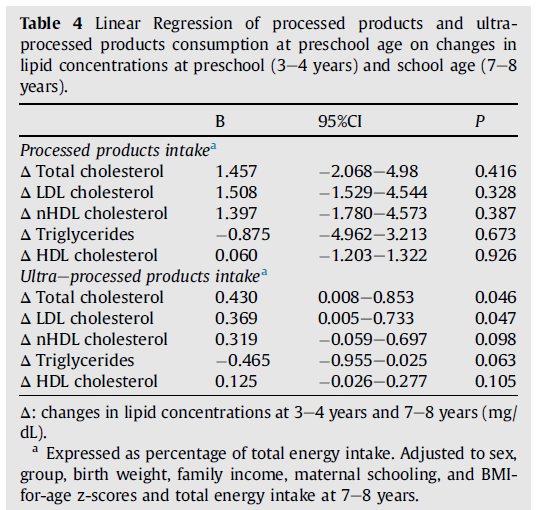 Table 4 Linear Regression of processed products and ultra-
processed products consumption at preschool age on changes in
lipid concentrations at preschool (3–4 years) and school age (7–8
years).
B 95%CI P
Processed products intakeᵃ
Δ Total cholesterol 1.457 −2.068–4.98 0.416
Δ LDL cholesterol 1.508 −1.529–4.544 0.328
Δ nHDL cholesterol 1.397 −1.780–4.573 0.387
Δ Triglycerides −0.875 −4.962–3.213 0.673
Δ HDL cholesterol 0.060 −1.203–1.322 0.926
Ultra–processed products intakeᵃ
Δ Total cholesterol 0.430 0.008–0.853 0.046
Δ LDL cholesterol 0.369 0.005–0.733 0.047
Δ nHDL cholesterol 0.319 −0.059–0.697 0.098
Δ Triglycerides −0.465 −0.955–0.025 0.063
Δ HDL cholesterol 0.125 −0.026–0.277 0.105
Δ: changes in lipid concentrations at 3–4 years and 7–8 years (mg/
dL).
ᵃ Expressed as percentage of total energy intake. Adjusted to sex,
group, birth weight, family income, maternal schooling, and BMI-
for-age z-scores and total energy intake at 7–8 years.